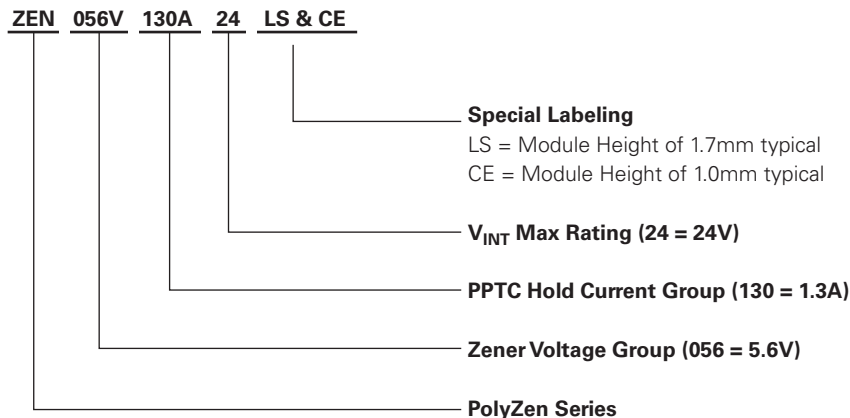 ZEN 056V 130A 24 LS & CE
Special Labeling
LS = Module Height of 1.7mm typical
CE = Module Height of 1.0mm typical
VINT Max Rating (24 = 24V)
PPTC Hold Current Group (130 = 1.3A)
Zener Voltage Group (056 = 5.6V)
PolyZen Series